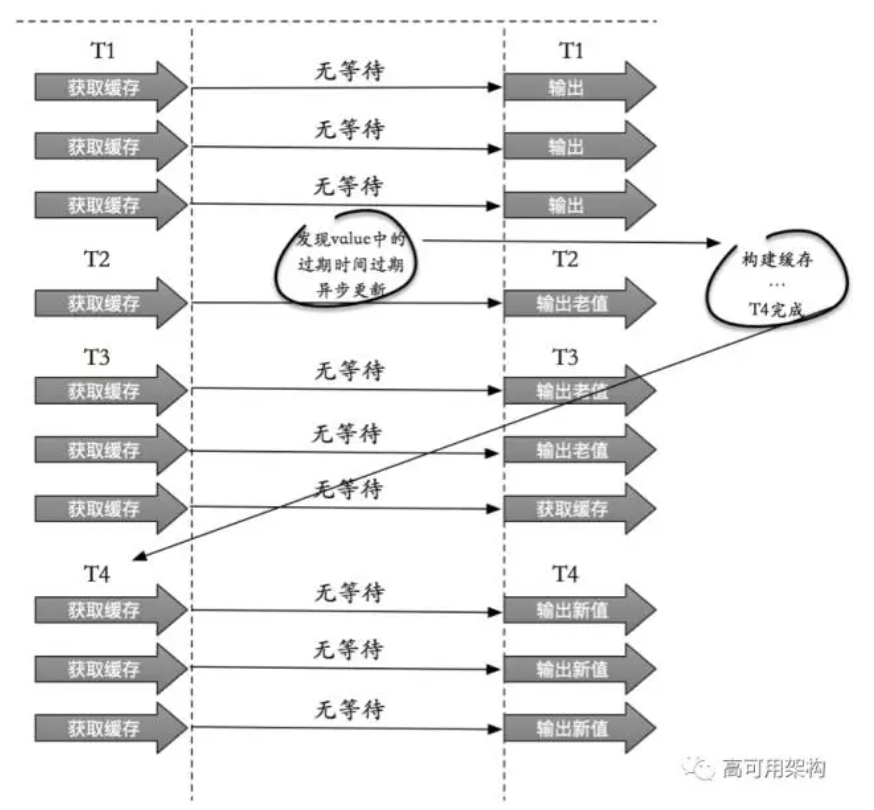 T1 T1
获取缓存 无等待 输出
获取缓存 无等待 输出
获取缓存 无等待 输出
发现value中的
过期时间过期
异步更新
构建缓存
...
T4完成
T2 T2
获取缓存 输出老值
T3 T3
获取缓存 无等待 输出老值
获取缓存 无等待 输出老值
获取缓存 无等待 获取缓存
T4 T4
获取缓存 无等待 输出新值
获取缓存 无等待 输出新值
获取缓存 无等待 输出新值
高可用架构